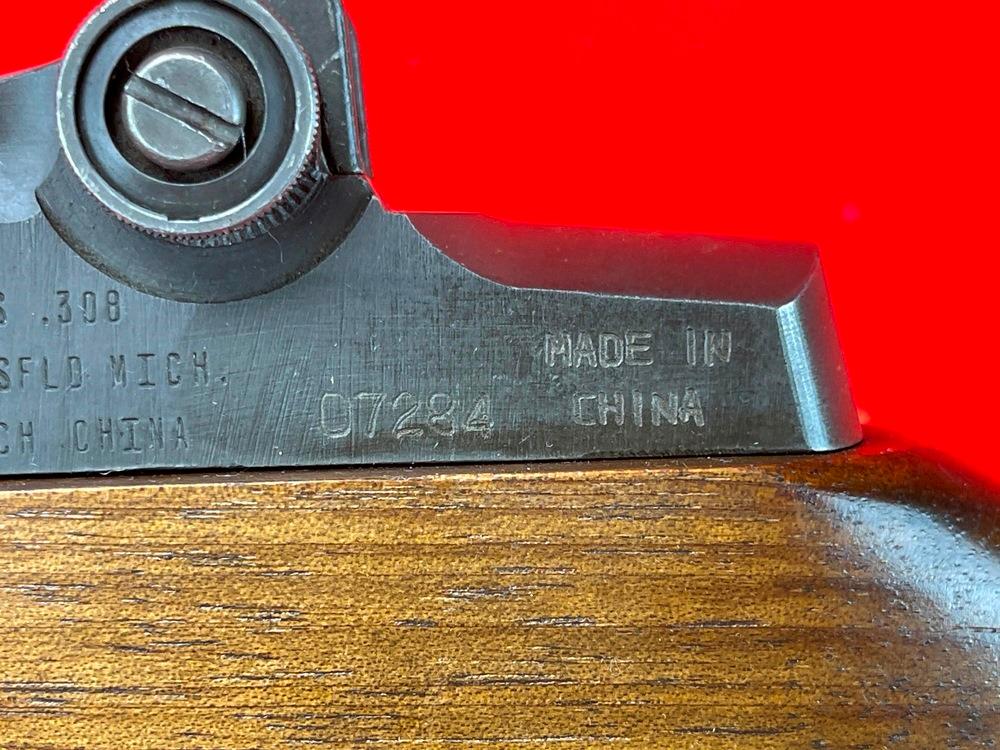 S .308
SFLD MICH.
CH CHINA
07284
MADE IN
CHINA